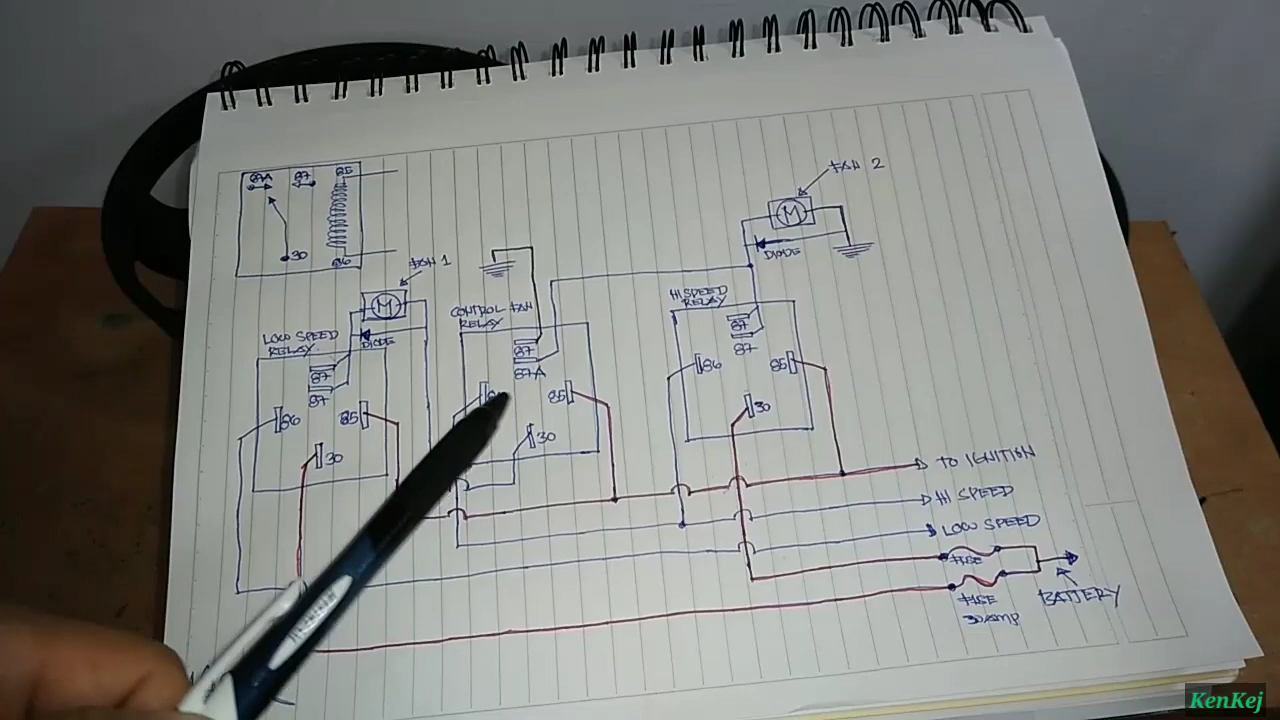 87A 87 85
30
86
FAN 1
LOW SPEED
RELAY
DIODE
87
87
86
85
30
CONTROL FAN
RELAY
87
87A
85
30
FAN 2
DIODE
HI SPEED
RELAY
87
87
86
85
30
TO IGNITION
HI SPEED
LOW SPEED
FUSE
BATTERY
FUSE
30 AMP
KenKej